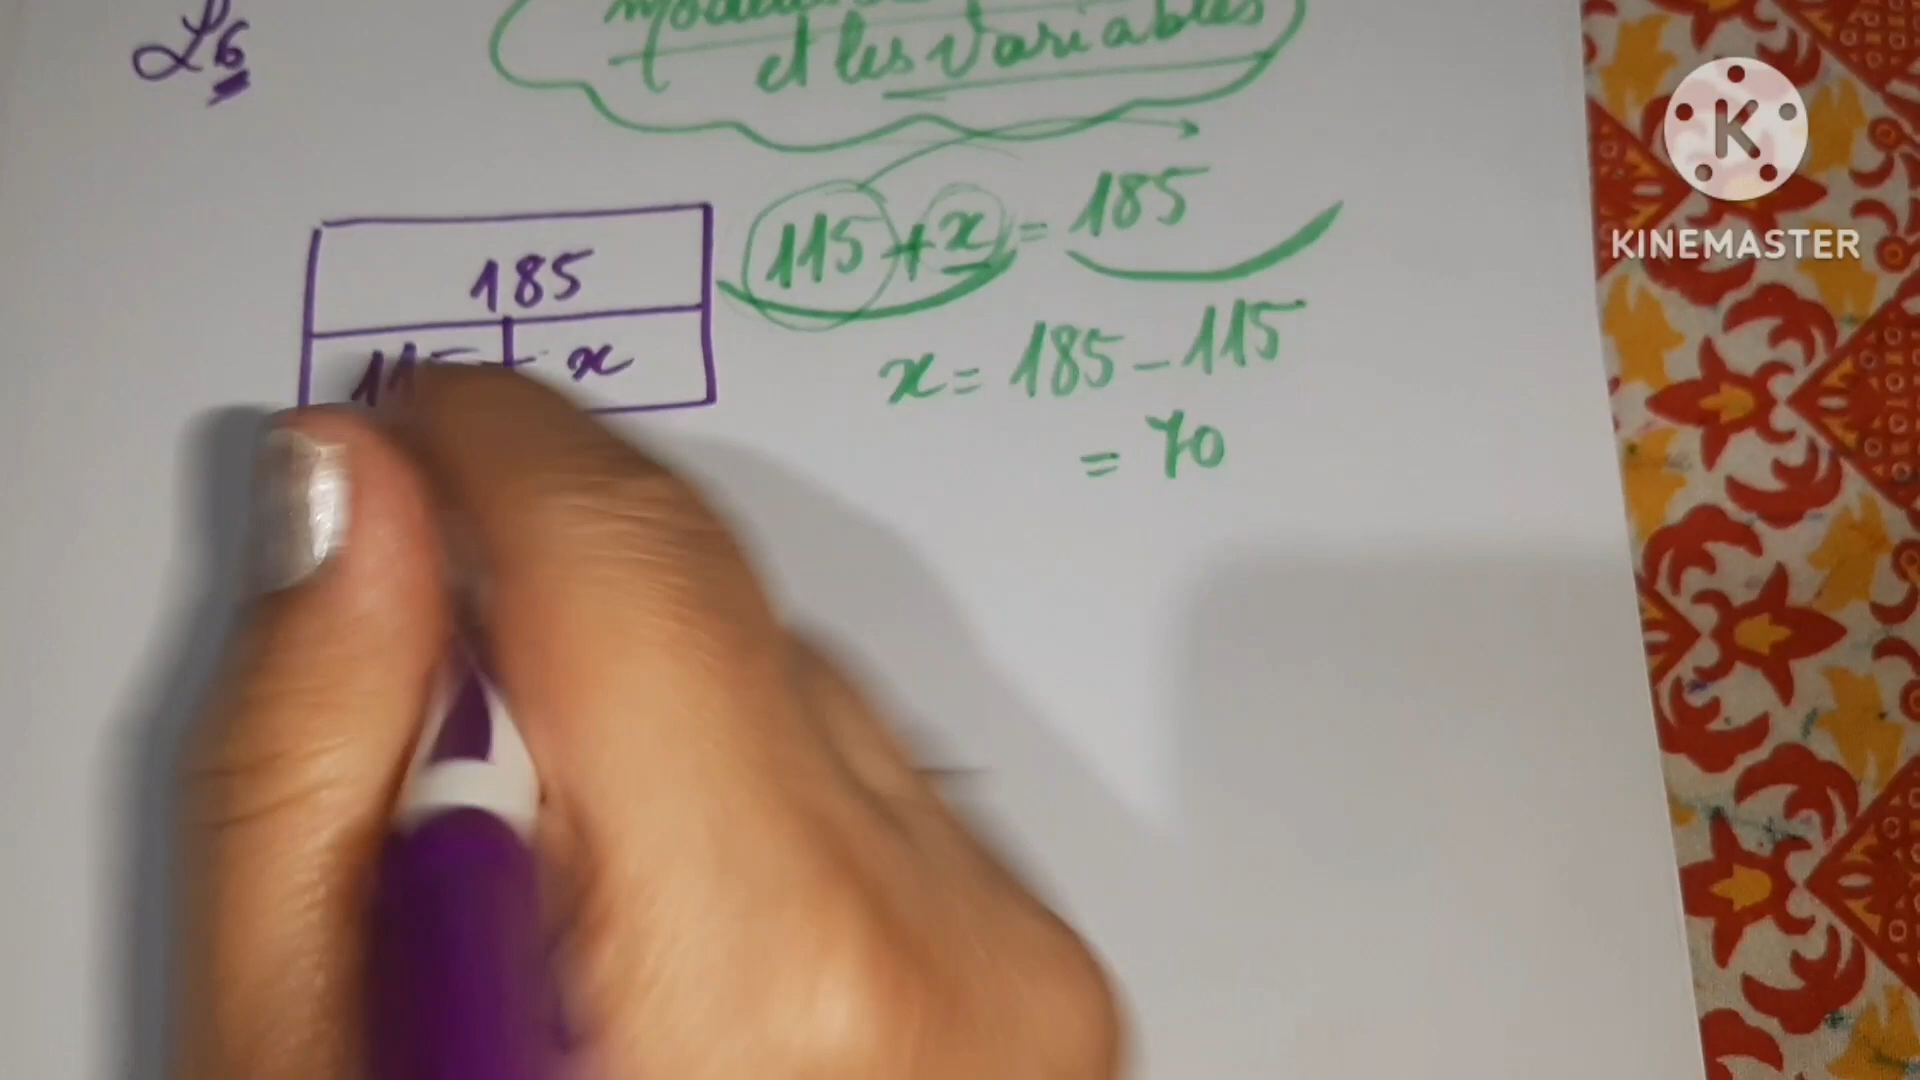 L6
et les variables
185
115 + x = 185
x
x = 185 - 115
= 70
K
KINEMASTER